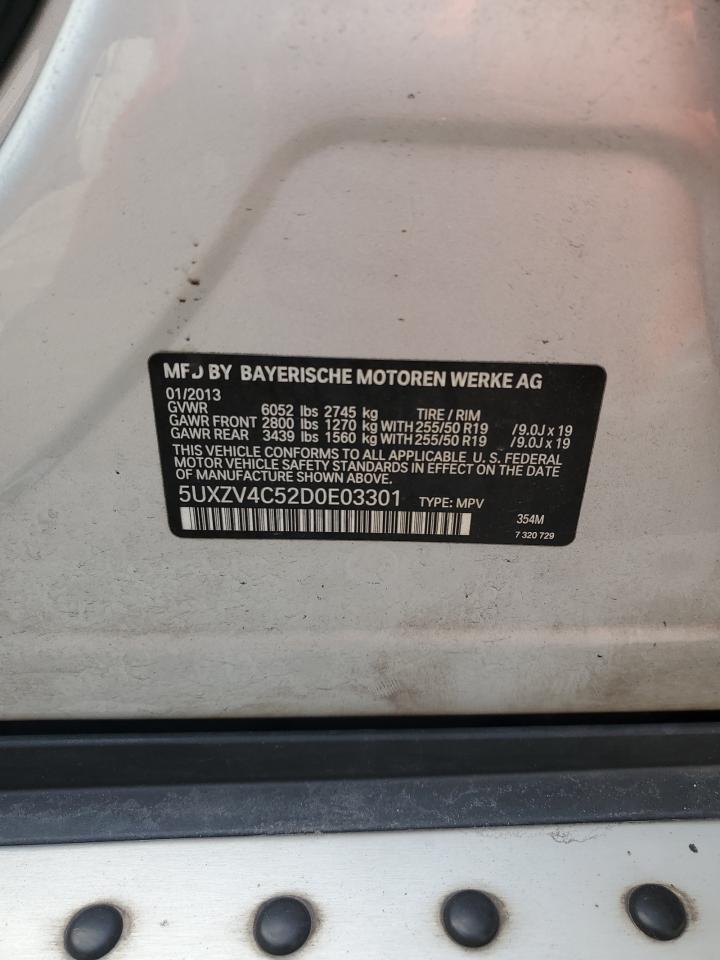 MFD BY BAYERISCHE MOTOREN WERKE AG
01/2013
GVWR 6052 lbs 2745 kg TIRE / RIM
GAWR FRONT 2800 lbs 1270 kg WITH 255/50 R19 /9.0J x 19
GAWR REAR 3439 lbs 1560 kg WITH 255/50 R19 /9.0J x 19
THIS VEHICLE CONFORMS TO ALL APPLICABLE U. S. FEDERAL
MOTOR VEHICLE SAFETY STANDARDS IN EFFECT ON THE DATE
OF MANUFACTURE SHOWN ABOVE.
5UXZV4C52D0E03301 TYPE: MPV
354M
7 320 729